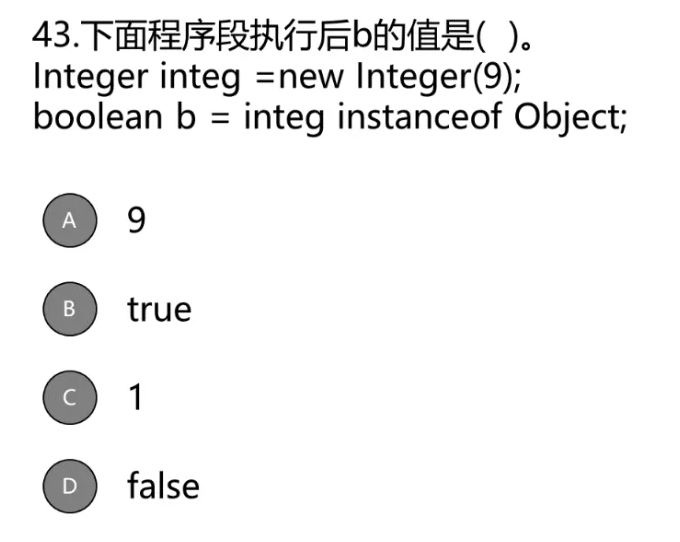 43.下面程序段执行后b的值是(  )。
Integer integ =new Integer(9);
boolean b = integ instanceof Object;
A 9
B true
C 1
D false